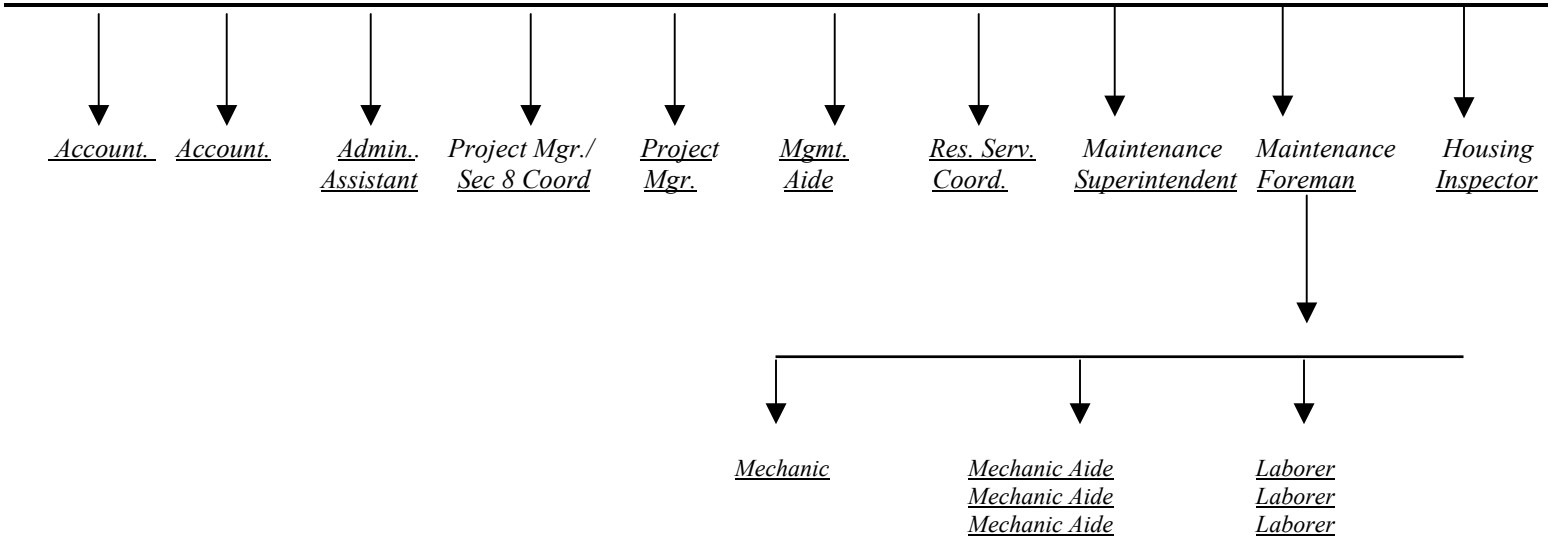 Account. Account. Admin.. Project Mgr./ Project Mgmt. Res. Serv. Maintenance Maintenance Housing
Assistant Sec 8 Coord Mgr. Aide Coord. Superintendent Foreman Inspector
Mechanic Mechanic Aide Laborer
Mechanic Aide Laborer
Mechanic Aide Laborer